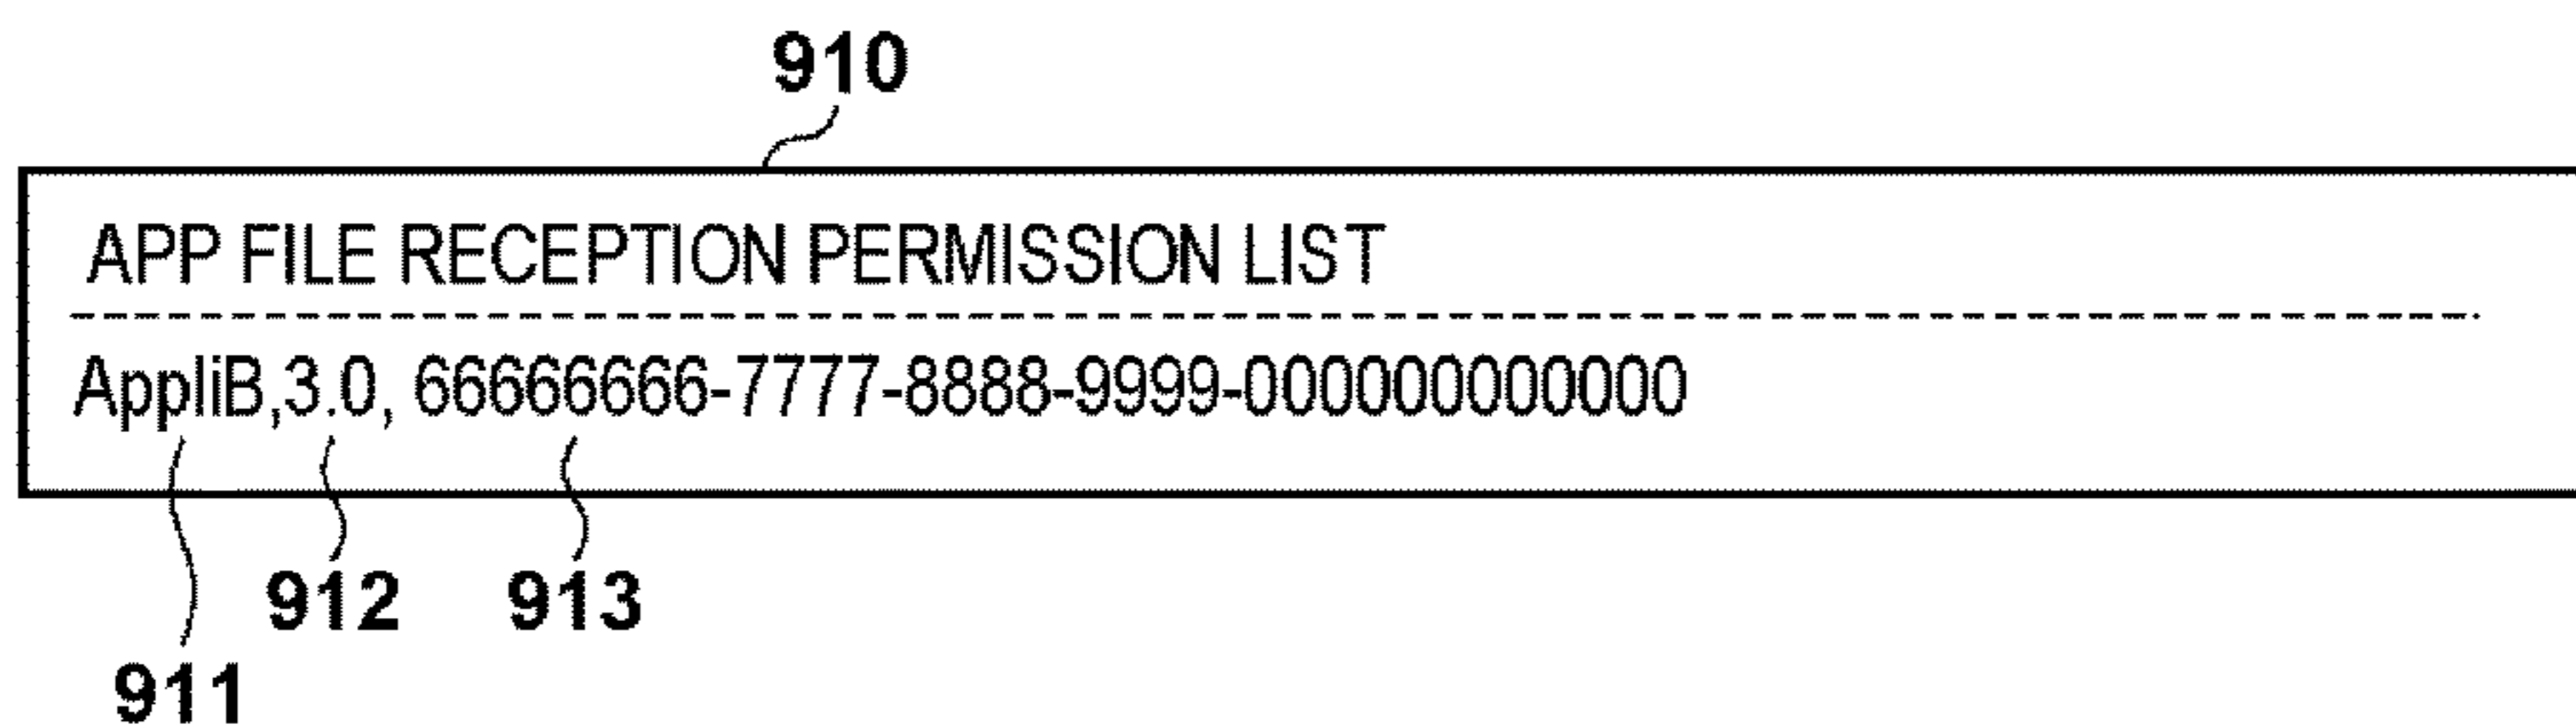 910
APP FILE RECEPTION PERMISSION LIST
AppliB,3.0, 66666666-7777-8888-9999-000000000000
912 913
911